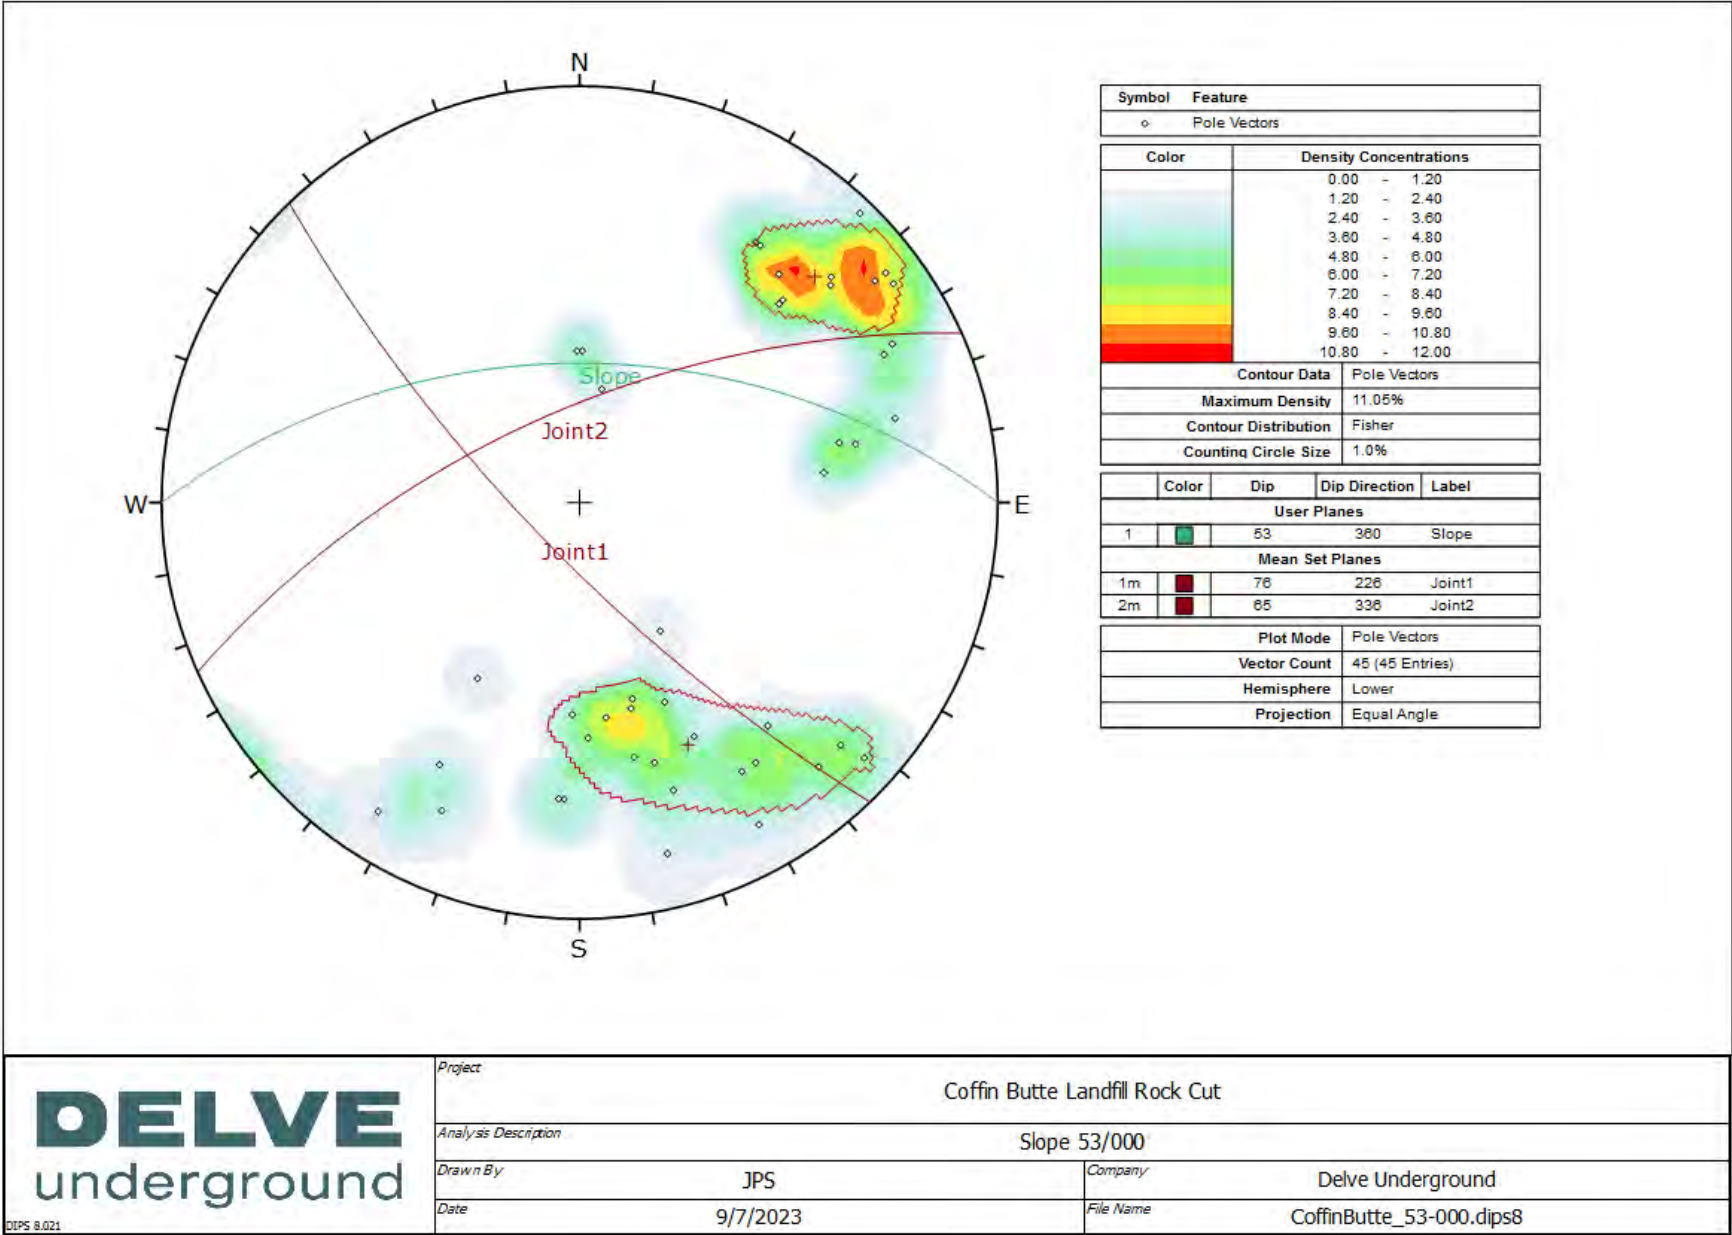 N
W
E
S
Slope
Joint2
Joint1
Symbol Feature
Pole Vectors
Color Density Concentrations
0.00 - 1.20
1.20 - 2.40
2.40 - 3.60
3.60 - 4.80
4.80 - 6.00
6.00 - 7.20
7.20 - 8.40
8.40 - 9.60
9.60 - 10.80
10.80 - 12.00
Contour Data Pole Vectors
Maximum Density 11.05%
Contour Distribution Fisher
Counting Circle Size 1.0%
Color Dip Dip Direction Label
User Planes
1 53 360 Slope
Mean Set Planes
1m 76 226 Joint1
2m 65 336 Joint2
Plot Mode Pole Vectors
Vector Count 45 (45 Entries)
Hemisphere Lower
Projection Equal Angle
DELVE
underground
DIPS 8.021
Project
Coffin Butte Landfill Rock Cut
Analysis Description
Slope 53/000
Drawn By
JPS
Company
Delve Underground
Date
9/7/2023
File Name
CoffinButte_53-000.dips8